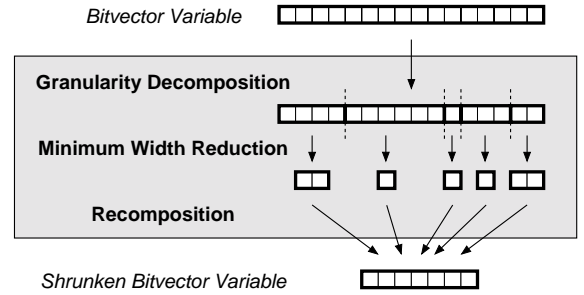 Bitvector Variable
Granularity Decomposition
Minimum Width Reduction
Recomposition
Shrunken Bitvector Variable